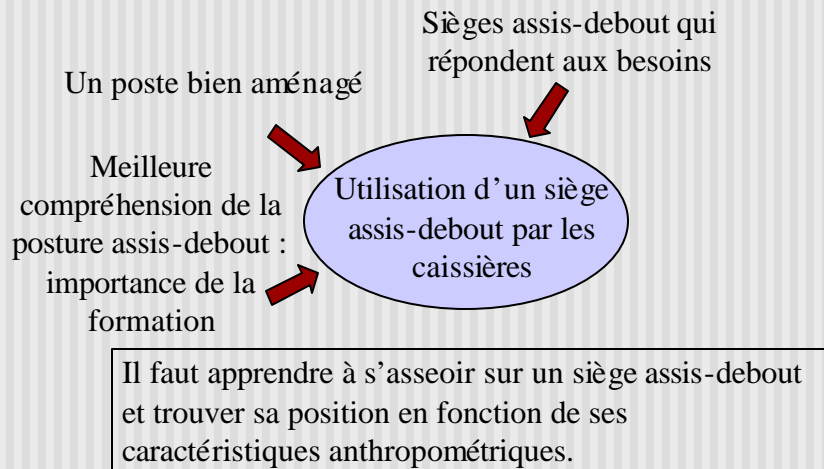 Sièges assis-debout qui
répondent aux besoins
Un poste bien aménagé
Meilleure
compréhension de la
posture assis-debout :
importance de la
formation
Utilisation d’un siège
assis-debout par les
caissières
Il faut apprendre à s’asseoir sur un siège assis-debout
et trouver sa position en fonction de ses
caractéristiques anthropométriques.